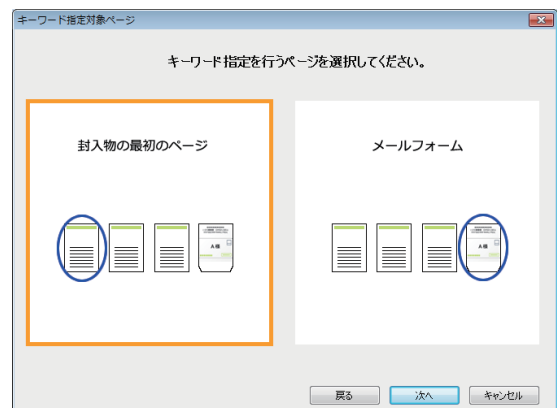 キーワード指定対象ページ
キーワード指定を行うページを選択してください。
封入物の最初のページ
メールフォーム
A 様
A 様
戻る
次へ
キャンセル